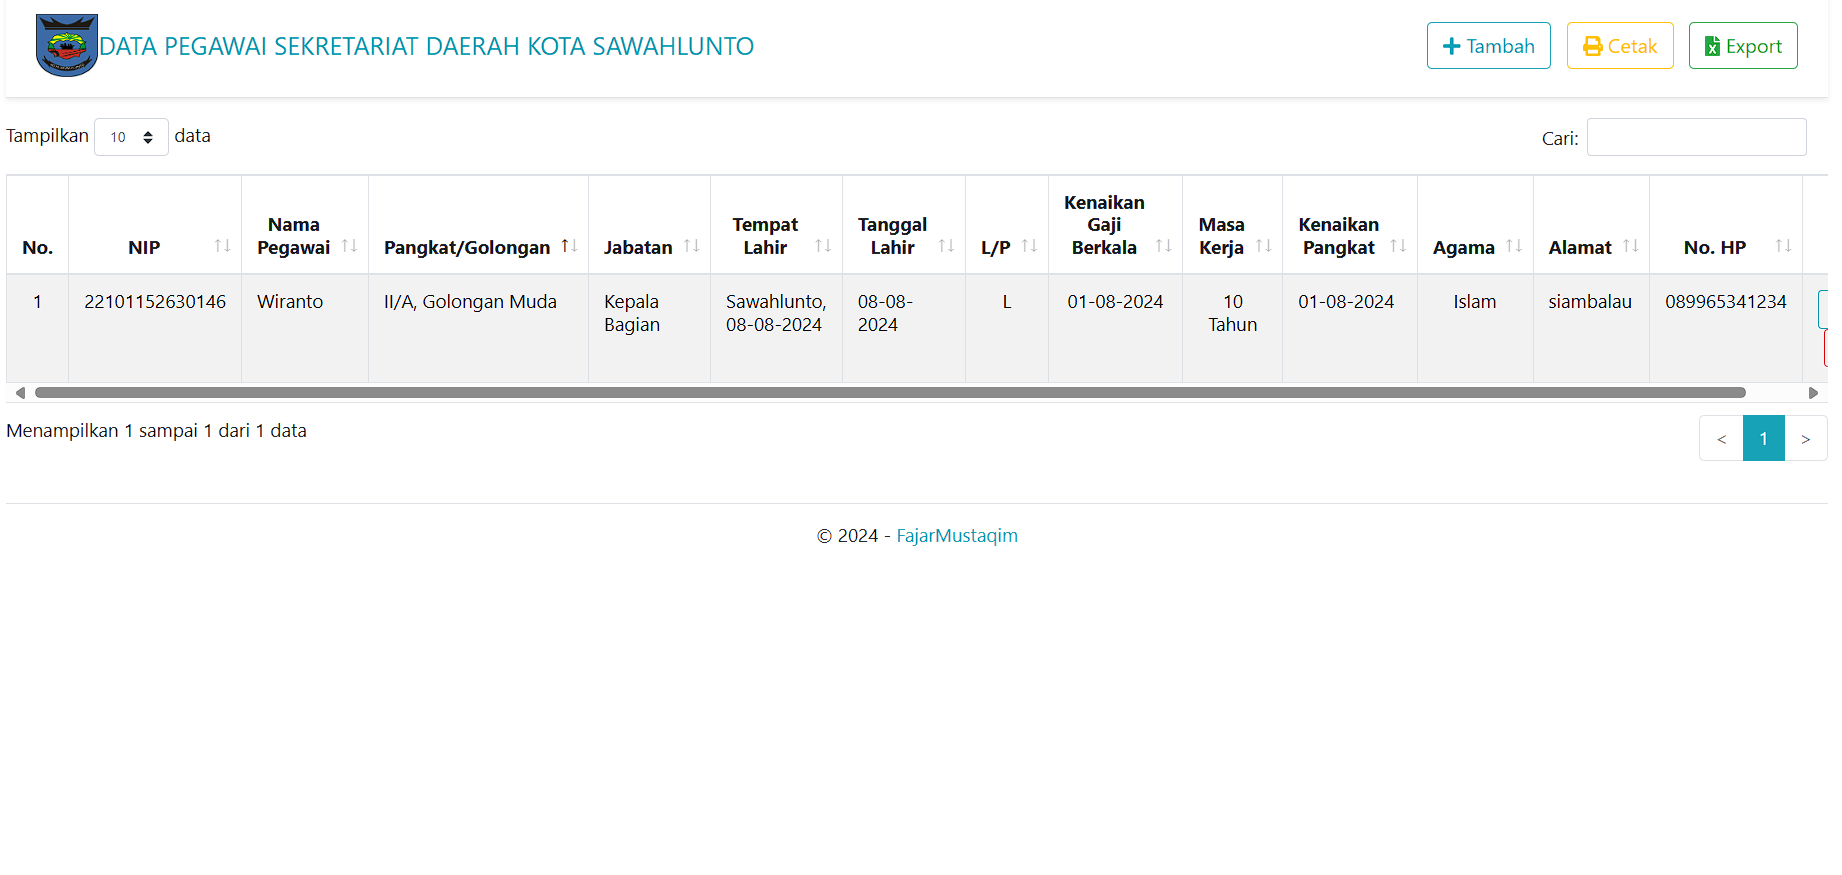 DATA PEGAWAI SEKRETARIAT DAERAH KOTA SAWAHLUNTO
Tambah
Cetak
Export
Tampilkan 10 data
Cari:
No.
NIP
Nama Pegawai
Pangkat/Golongan
Jabatan
Tempat Lahir
Tanggal Lahir
L/P
Kenaikan Gaji Berkala
Masa Kerja
Kenaikan Pangkat
Agama
Alamat
No. HP
1
22101152630146
Wiranto
II/A, Golongan Muda
Kepala Bagian
Sawahlunto, 08-08-2024
08-08-2024
L
01-08-2024
10 Tahun
01-08-2024
Islam
siambalau
089965341234
Menampilkan 1 sampai 1 dari 1 data
< 1 >
© 2024 - FajarMustaqim